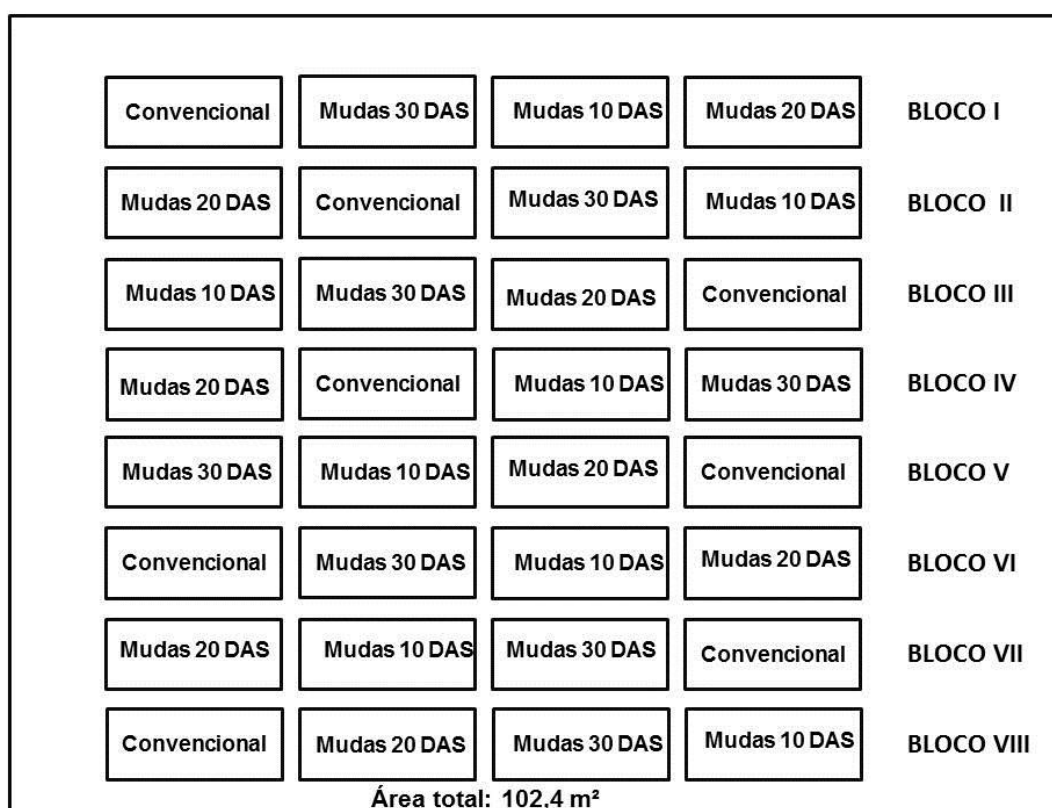 Convencional Mudas 30 DAS Mudas 10 DAS Mudas 20 DAS BLOCO I
Mudas 20 DAS Convencional Mudas 30 DAS Mudas 10 DAS BLOCO II
Mudas 10 DAS Mudas 30 DAS Mudas 20 DAS Convencional BLOCO III
Mudas 20 DAS Convencional Mudas 10 DAS Mudas 30 DAS BLOCO IV
Mudas 30 DAS Mudas 10 DAS Mudas 20 DAS Convencional BLOCO V
Convencional Mudas 30 DAS Mudas 10 DAS Mudas 20 DAS BLOCO VI
Mudas 20 DAS Mudas 10 DAS Mudas 30 DAS Convencional BLOCO VII
Convencional Mudas 20 DAS Mudas 30 DAS Mudas 10 DAS BLOCO VIII
Área total: 102,4 m²